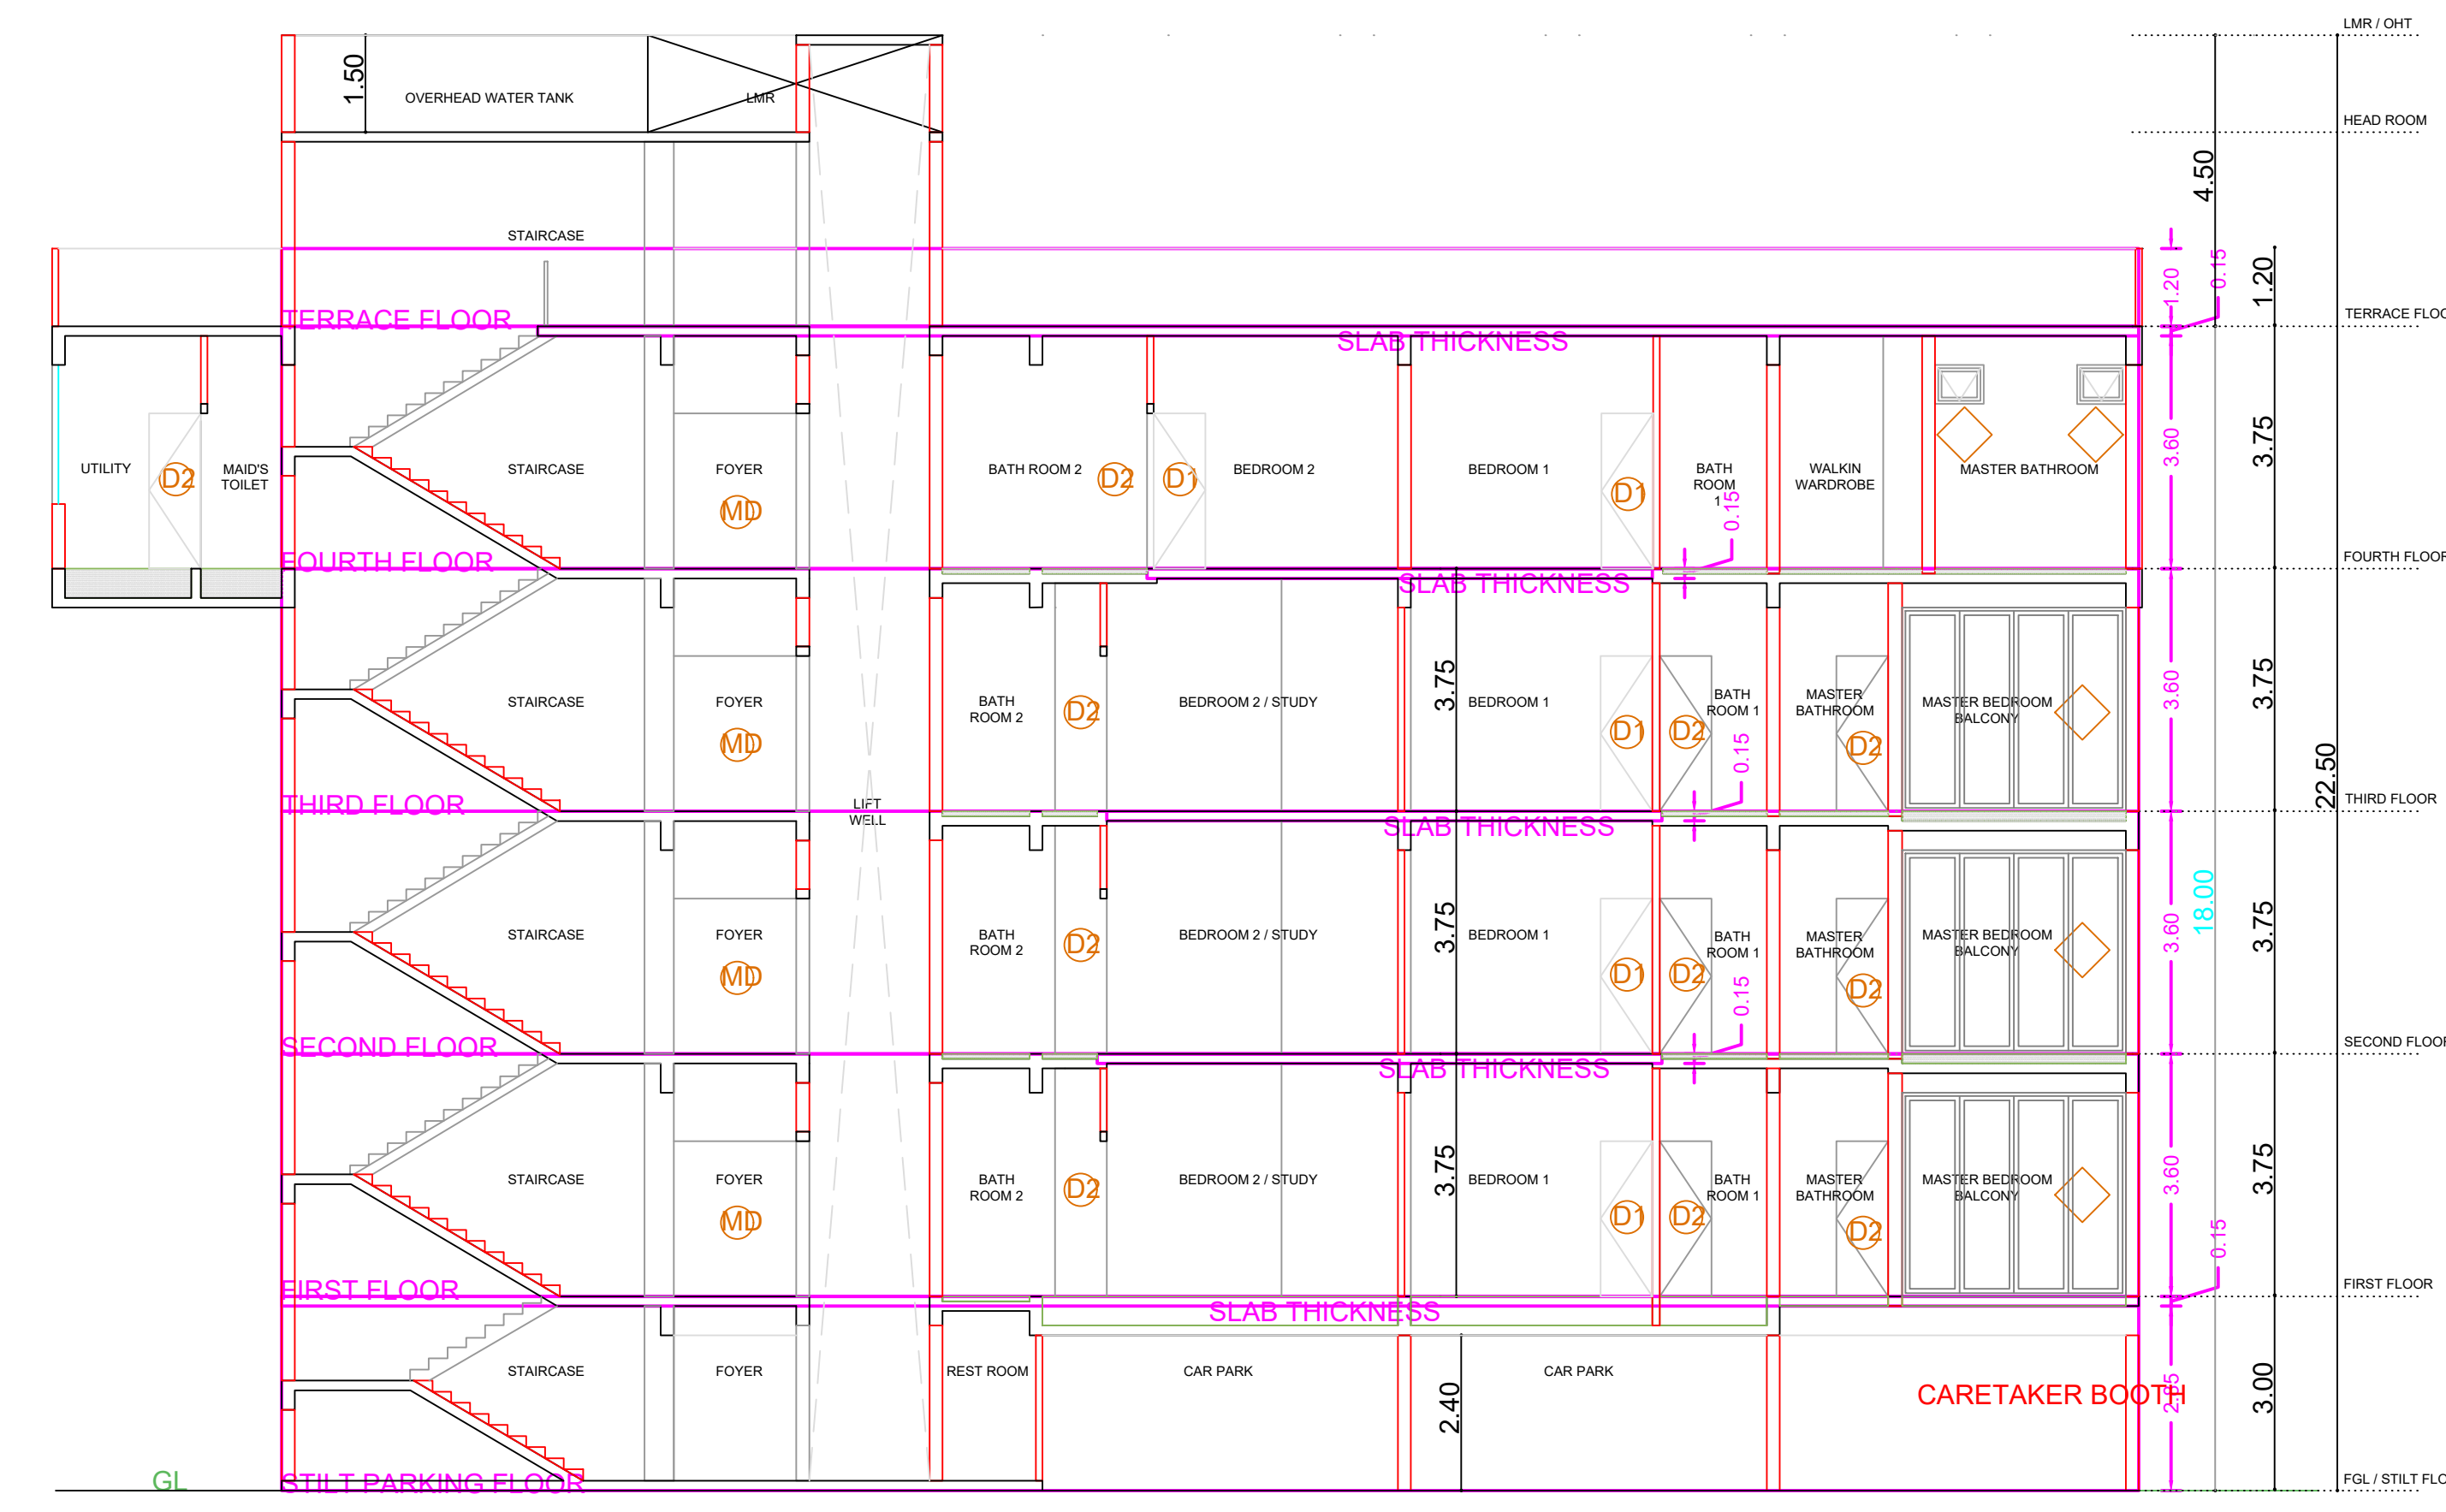 LMR / OHT
1.50
OVERHEAD WATER TANK
LMR
HEAD ROOM
4.50
STAIRCASE
1.20
0.15
1.20
TERRACE FLOOR
TERRACE FLOO
SLAB THICKNESS
UTILITY
D2
MAID'S
TOILET
STAIRCASE
FOYER
MD
BATH ROOM 2
D2
D1
BEDROOM 2
BEDROOM 1
D1
BATH
ROOM
1
0.15
WALKIN
WARDROBE
MASTER BATHROOM
3.60
3.75
FOURTH FLOOR
FOURTH FLOOR
SLAB THICKNESS
STAIRCASE
FOYER
MD
BATH
ROOM 2
D2
BEDROOM 2 / STUDY
3.75
BEDROOM 1
D1
D2
BATH
ROOM 1
0.15
MASTER
BATHROOM
D2
MASTER BEDROOM
BALCONY
3.60
3.75
22.50
THIRD FLOOR
LIFT
WELL
THIRD FLOOR
SLAB THICKNESS
STAIRCASE
FOYER
MD
BATH
ROOM 2
D2
BEDROOM 2 / STUDY
3.75
BEDROOM 1
D1
D2
BATH
ROOM 1
0.15
MASTER
BATHROOM
D2
MASTER BEDROOM
BALCONY
3.60
18.00
3.75
SECOND FLOOR
SECOND FLOOR
SLAB THICKNESS
STAIRCASE
FOYER
MD
BATH
ROOM 2
D2
BEDROOM 2 / STUDY
3.75
BEDROOM 1
D1
D2
BATH
ROOM 1
MASTER
BATHROOM
D2
MASTER BEDROOM
BALCONY
3.60
0.15
3.75
FIRST FLOOR
FIRST FLOOR
SLAB THICKNESS
STAIRCASE
FOYER
REST ROOM
CAR PARK
2.40
CAR PARK
CARETAKER BOOTH
2.85
3.00
GL
STILT PARKING FLOOR
FGL / STILT FLO